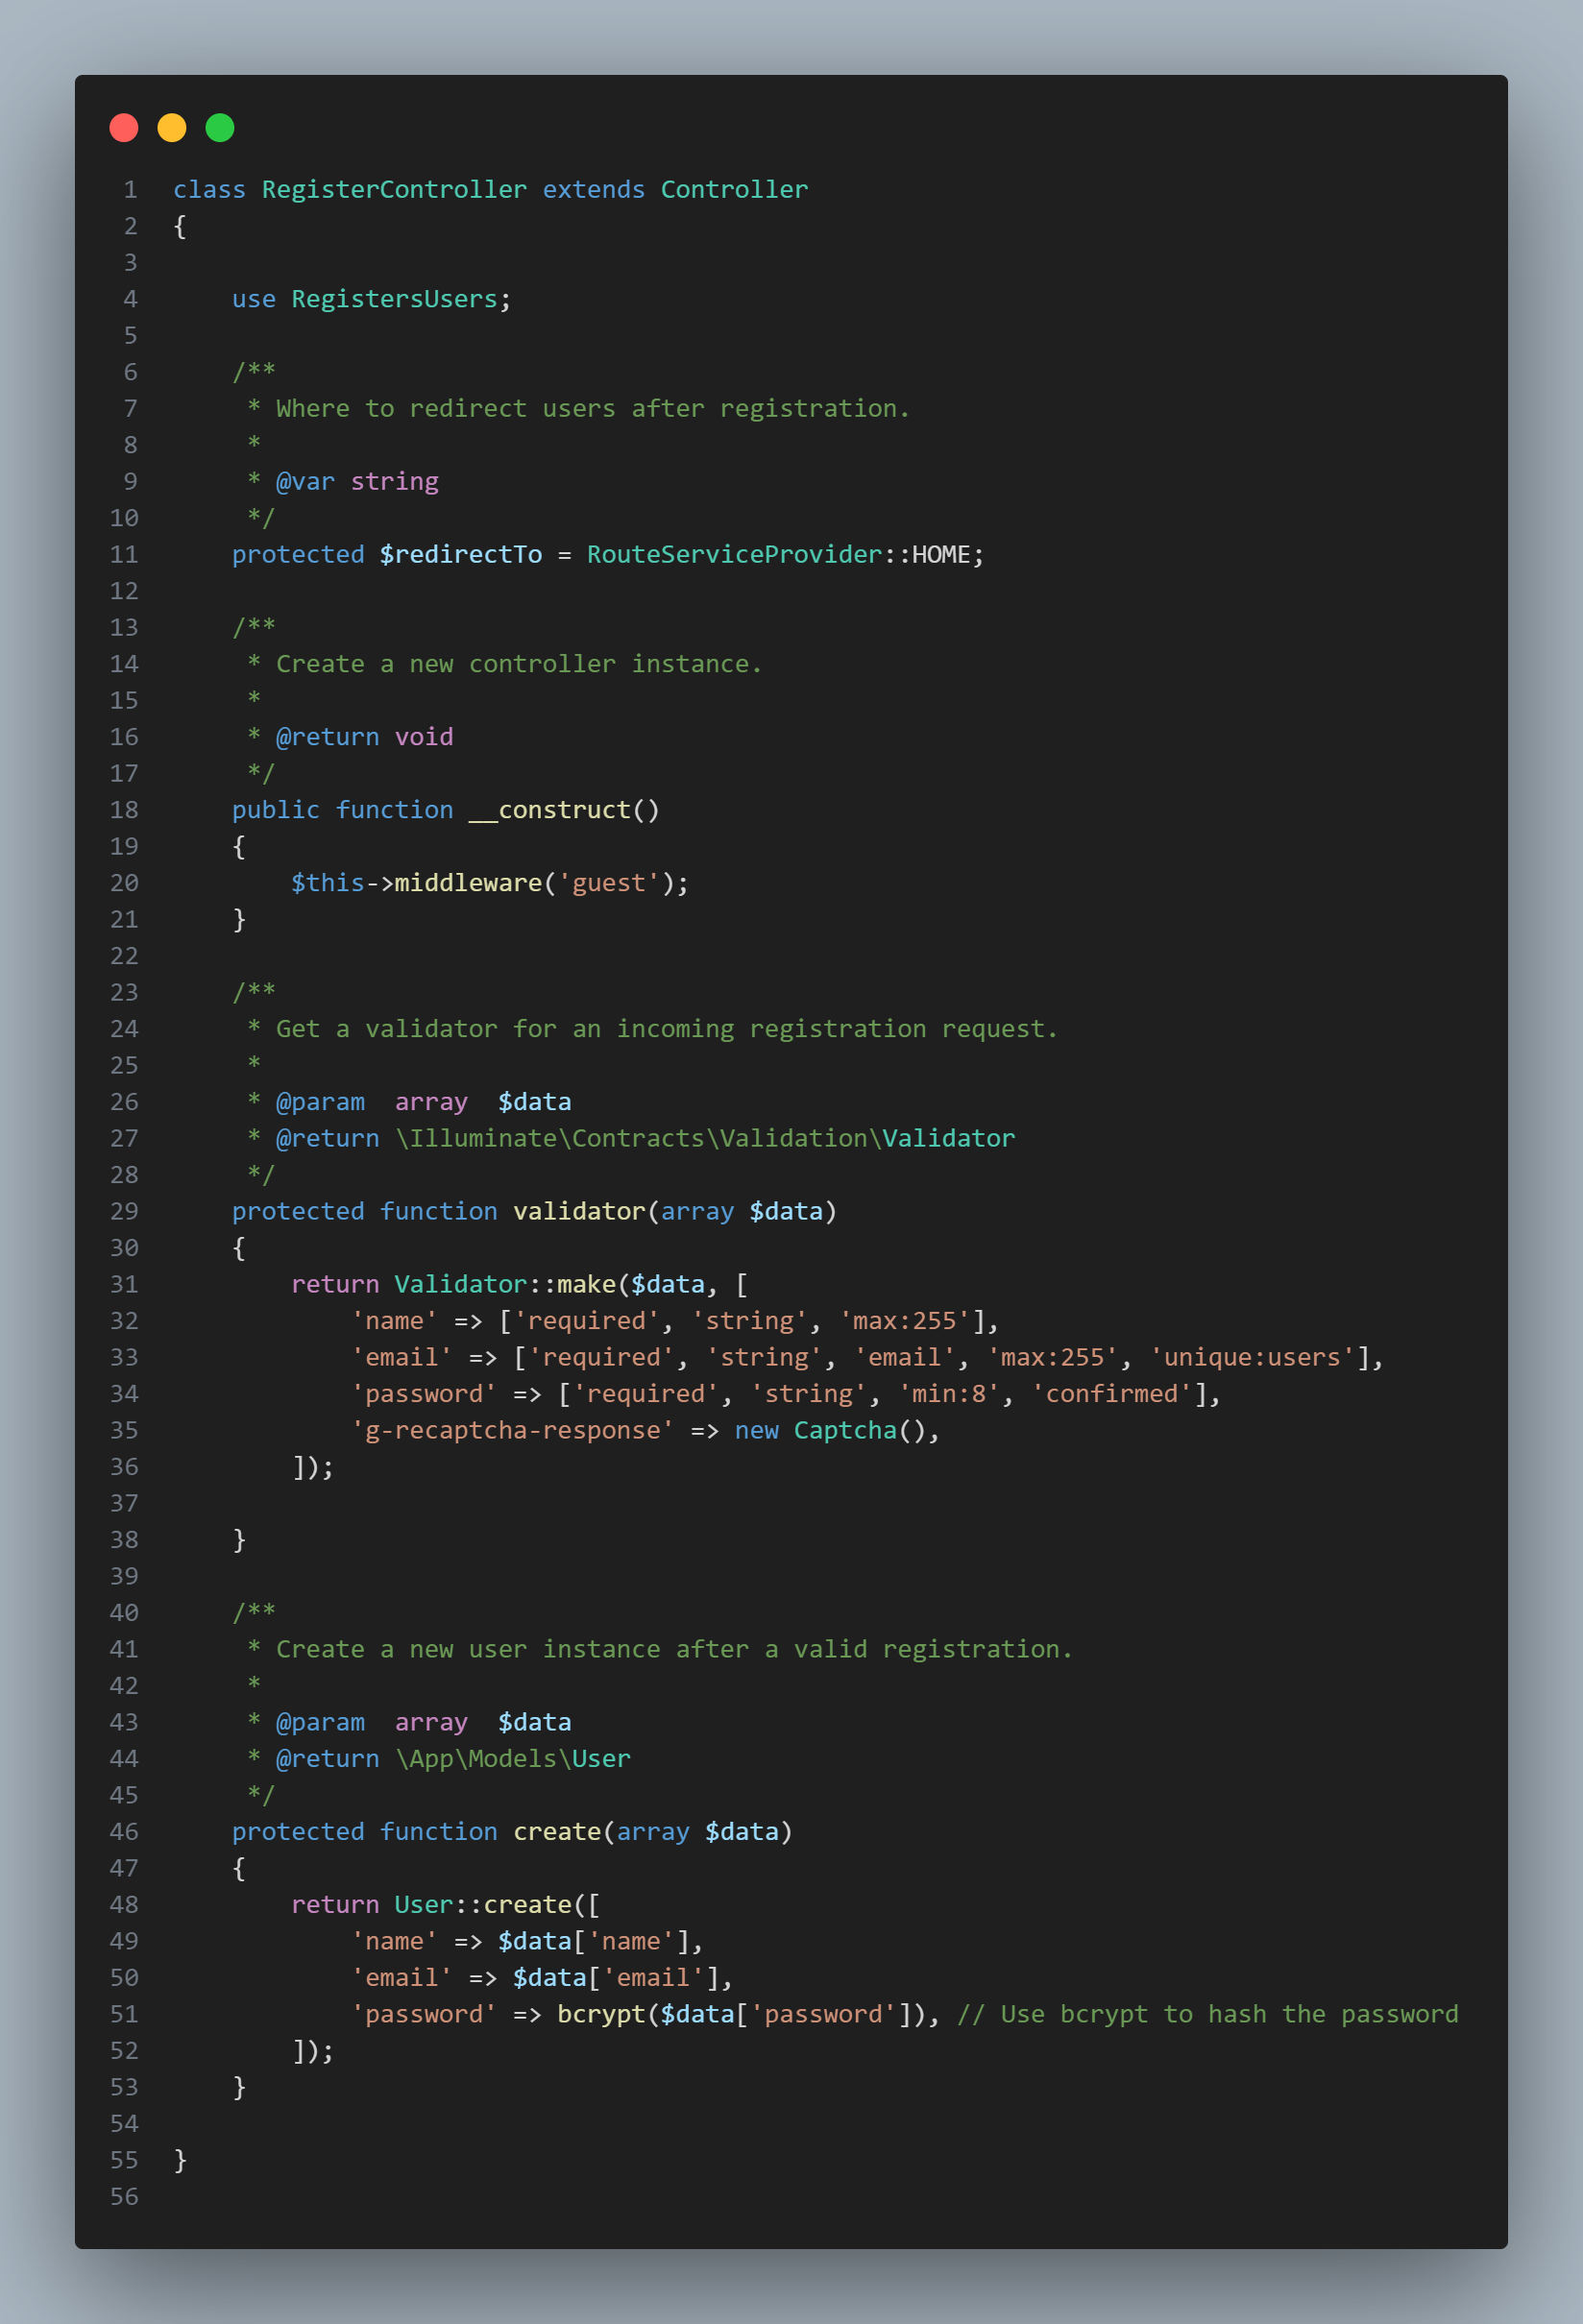 1 class RegisterController extends Controller
2 {
3
4     use RegistersUsers;
5
6     /**
7      * Where to redirect users after registration.
8      *
9      * @var string
10      */
11     protected $redirectTo = RouteServiceProvider::HOME;
12
13     /**
14      * Create a new controller instance.
15      *
16      * @return void
17      */
18     public function __construct()
19     {
20         $this->middleware('guest');
21     }
22
23     /**
24      * Get a validator for an incoming registration request.
25      *
26      * @param  array  $data
27      * @return \Illuminate\Contracts\Validation\Validator
28      */
29     protected function validator(array $data)
30     {
31         return Validator::make($data, [
32             'name' => ['required', 'string', 'max:255'],
33             'email' => ['required', 'string', 'email', 'max:255', 'unique:users'],
34             'password' => ['required', 'string', 'min:8', 'confirmed'],
35             'g-recaptcha-response' => new Captcha(),
36         ]);
37
38     }
39
40     /**
41      * Create a new user instance after a valid registration.
42      *
43      * @param  array  $data
44      * @return \App\Models\User
45      */
46     protected function create(array $data)
47     {
48         return User::create([
49             'name' => $data['name'],
50             'email' => $data['email'],
51             'password' => bcrypt($data['password']), // Use bcrypt to hash the password
52         ]);
53     }
54
55 }
56